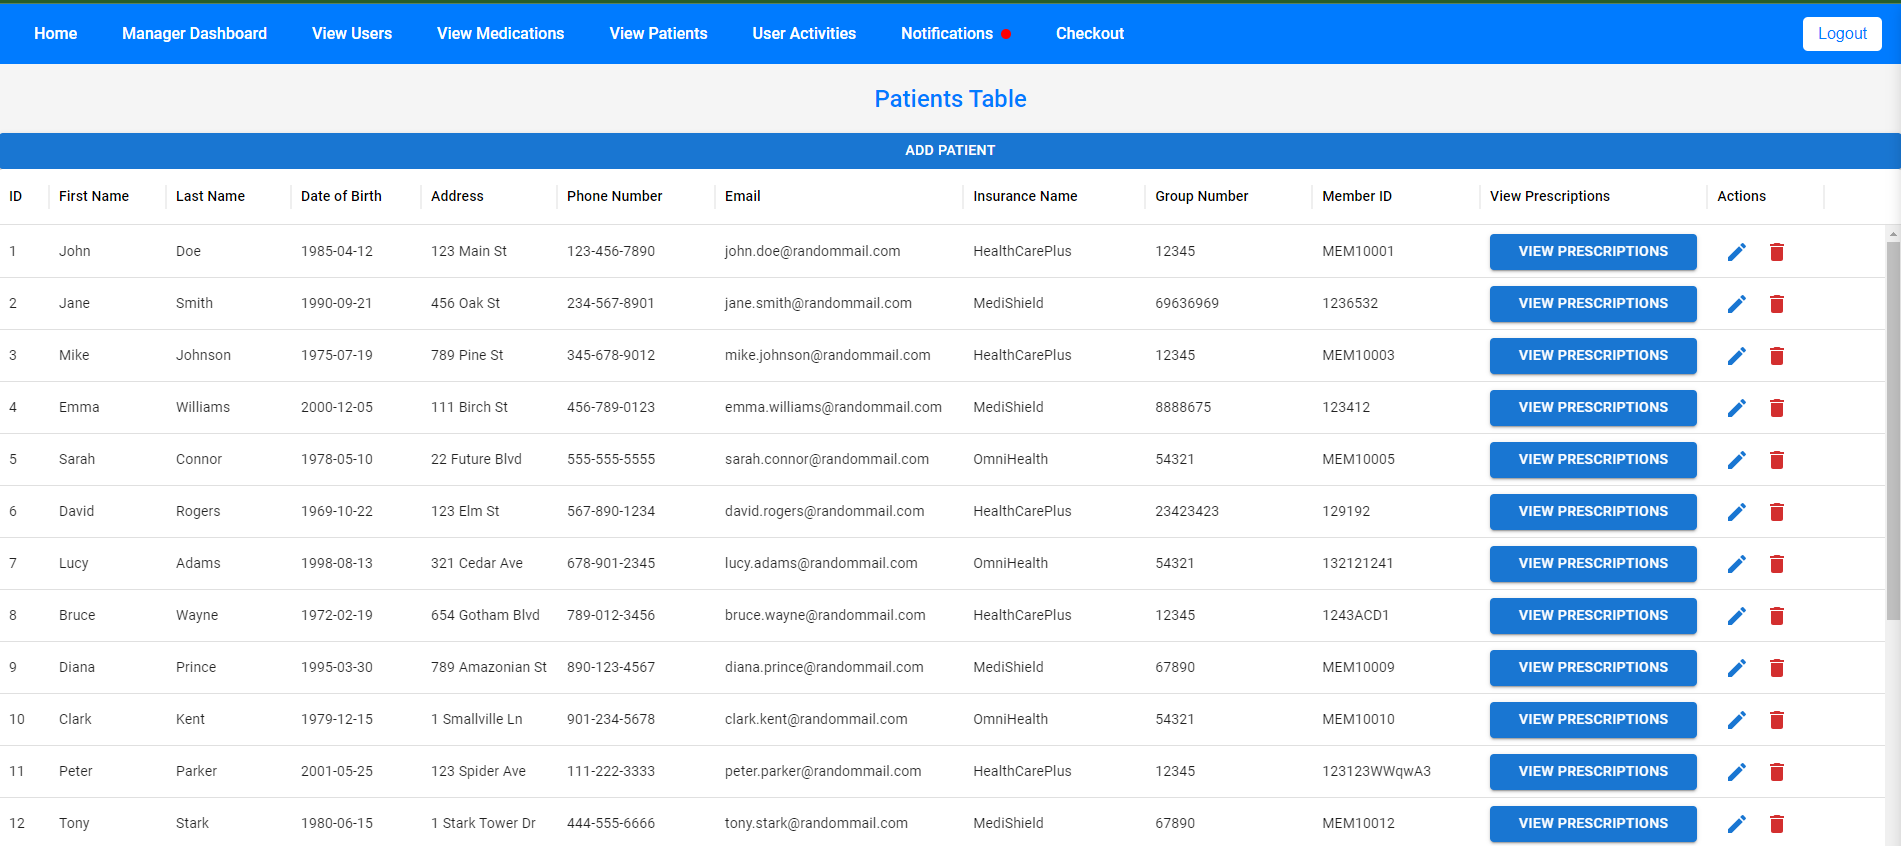 Home Manager Dashboard View Users View Medications View Patients User Activities Notifications Checkout Logout
Patients Table
ADD PATIENT
ID First Name Last Name Date of Birth Address Phone Number Email Insurance Name Group Number Member ID View Prescriptions Actions
1 John Doe 1985-04-12 123 Main St 123-456-7890 john.doe@randommail.com HealthCarePlus 12345 MEM10001 VIEW PRESCRIPTIONS
2 Jane Smith 1990-09-21 456 Oak St 234-567-8901 jane.smith@randommail.com MediShield 69636969 1236532 VIEW PRESCRIPTIONS
3 Mike Johnson 1975-07-19 789 Pine St 345-678-9012 mike.johnson@randommail.com HealthCarePlus 12345 MEM10003 VIEW PRESCRIPTIONS
4 Emma Williams 2000-12-05 111 Birch St 456-789-0123 emma.williams@randommail.com MediShield 8888675 123412 VIEW PRESCRIPTIONS
5 Sarah Connor 1978-05-10 22 Future Blvd 555-555-5555 sarah.connor@randommail.com OmniHealth 54321 MEM10005 VIEW PRESCRIPTIONS
6 David Rogers 1969-10-22 123 Elm St 567-890-1234 david.rogers@randommail.com HealthCarePlus 23423423 129192 VIEW PRESCRIPTIONS
7 Lucy Adams 1998-08-13 321 Cedar Ave 678-901-2345 lucy.adams@randommail.com OmniHealth 54321 132121241 VIEW PRESCRIPTIONS
8 Bruce Wayne 1972-02-19 654 Gotham Blvd 789-012-3456 bruce.wayne@randommail.com HealthCarePlus 12345 1243ACD1 VIEW PRESCRIPTIONS
9 Diana Prince 1995-03-30 789 Amazonian St 890-123-4567 diana.prince@randommail.com MediShield 67890 MEM10009 VIEW PRESCRIPTIONS
10 Clark Kent 1979-12-15 1 Smallville Ln 901-234-5678 clark.kent@randommail.com OmniHealth 54321 MEM10010 VIEW PRESCRIPTIONS
11 Peter Parker 2001-05-25 123 Spider Ave 111-222-3333 peter.parker@randommail.com HealthCarePlus 12345 123123WWqwA3 VIEW PRESCRIPTIONS
12 Tony Stark 1980-06-15 1 Stark Tower Dr 444-555-6666 tony.stark@randommail.com MediShield 67890 MEM10012 VIEW PRESCRIPTIONS